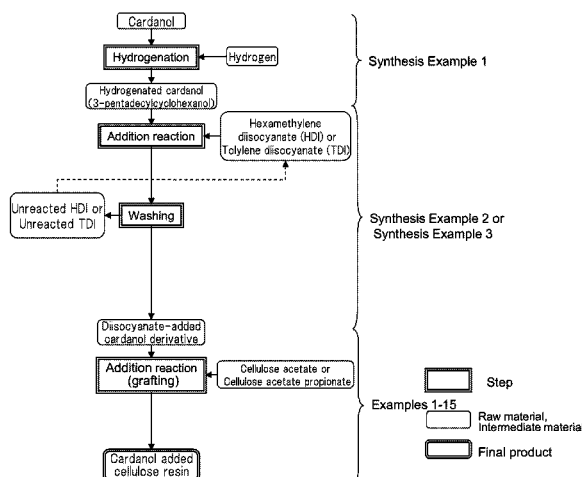 Cardanol
Hydrogenation
Hydrogen
Synthesis Example 1
Hydrogenated cardanol
(3-pentadecylcyclohexanol)
Addition reaction
Hexamethylene
diisocyanate (HDI) or
Tolylene diisocyanate (TDI)
Unreacted HDI or
Unreacted TDI
Washing
Synthesis Example 2 or
Synthesis Example 3
Diisocyanate-added
cardanol derivative
Addition reaction
(grafting)
Cellulose acetate or
Cellulose acetate propionate
Examples 1-15
Cardanol added
cellulose resin
Step
Raw material,
Intermediate material
Final product